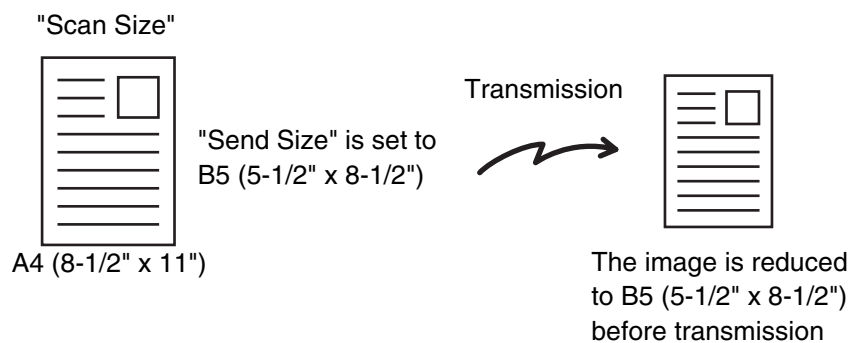 "Scan Size"
A4 (8-1/2" x 11")
"Send Size" is set to
B5 (5-1/2" x 8-1/2")
Transmission
The image is reduced
to B5 (5-1/2" x 8-1/2")
before transmission